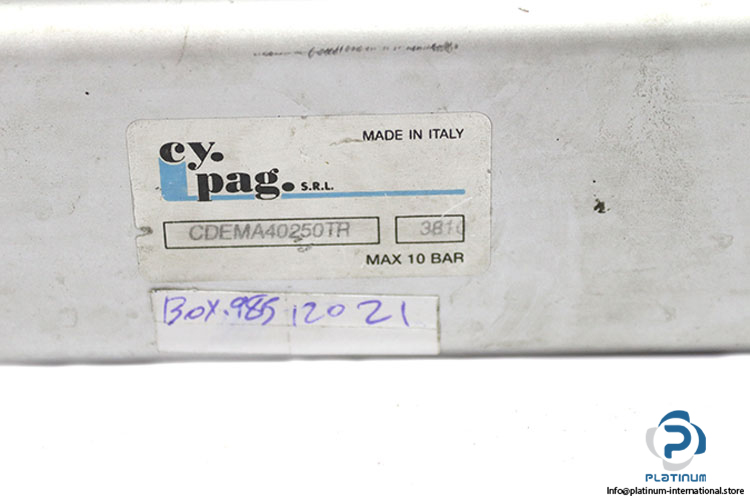 MADE IN ITALY
cy.
pag. S.R.L.
CDEMA40250TR
MAX 10 BAR
Box.985 12021
PLATINUM
Info@platinum-international.store